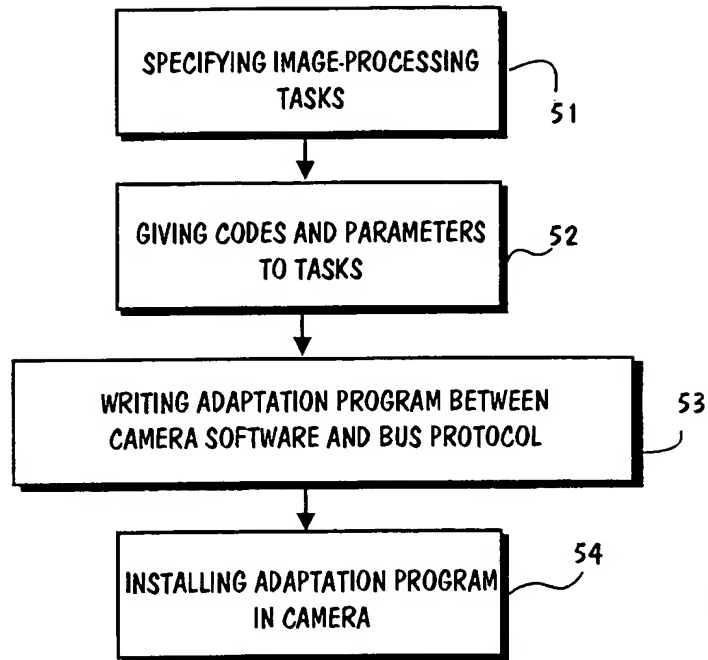 SPECIFYING IMAGE-PROCESSING
TASKS
51
GIVING CODES AND PARAMETERS
TO TASKS
52
WRITING ADAPTATION PROGRAM BETWEEN
CAMERA SOFTWARE AND BUS PROTOCOL
53
INSTALLING ADAPTATION PROGRAM
IN CAMERA
54